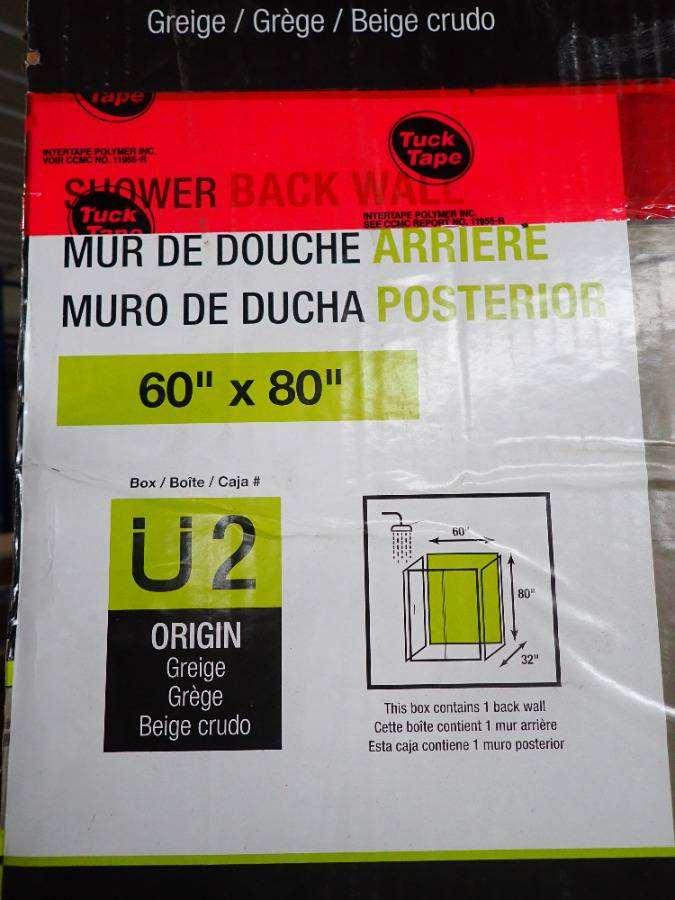 Greige / Grège / Beige crudo
Tape
INTERTAPE POLYMER INC.
VOIR CCMC NO. 11955-R
Tuck
Tape
SHOWER BACK WALL
Tuck
Tape
INTERTAPE POLYMER INC.
SEE CCMC REPORT NO. 11955-R
MUR DE DOUCHE ARRIÈRE
MURO DE DUCHA POSTERIOR
60" x 80"
Box / Boîte / Caja #
Ü2
ORIGIN
Greige
Grège
Beige crudo
60"
80"
32"
This box contains 1 back wall
Cette boîte contient 1 mur arrière
Esta caja contiene 1 muro posterior